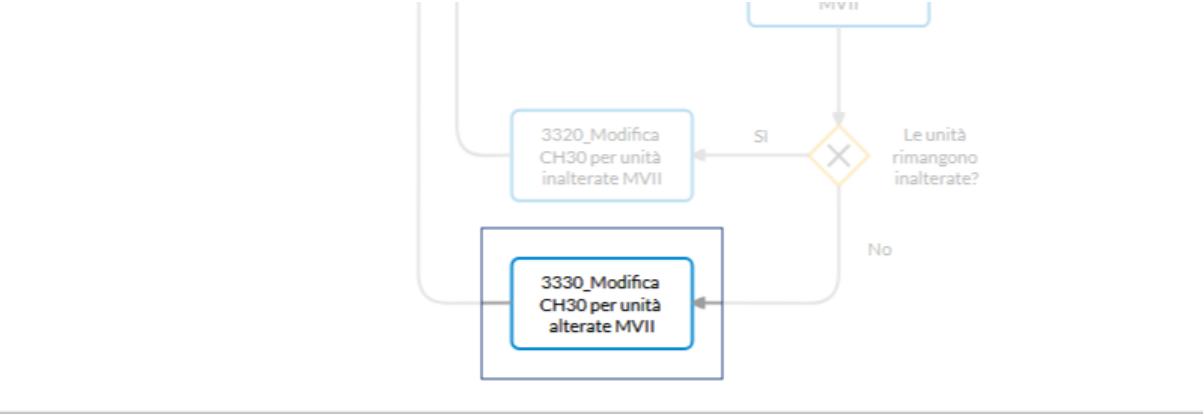 MVII
3320_Modifica
CH30 per unità
inalterate MVII
SI
Le unità
rimangono
inalterate?
No
3330_Modifica
CH30 per unità
alterate MVII